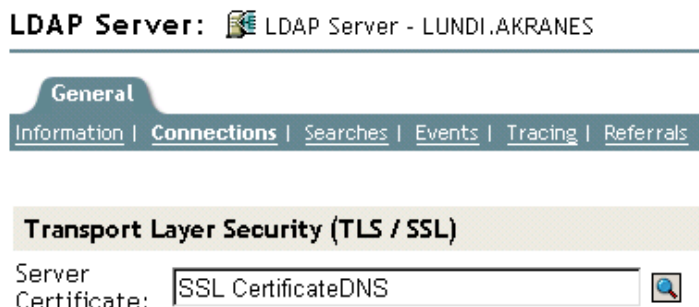 LDAP Server: LDAP Server - LUNDI.AKRANES
General
Information | Connections | Searches | Events | Tracing | Referrals
Transport Layer Security (TLS / SSL)
Server
Certificate: SSL CertificateDNS